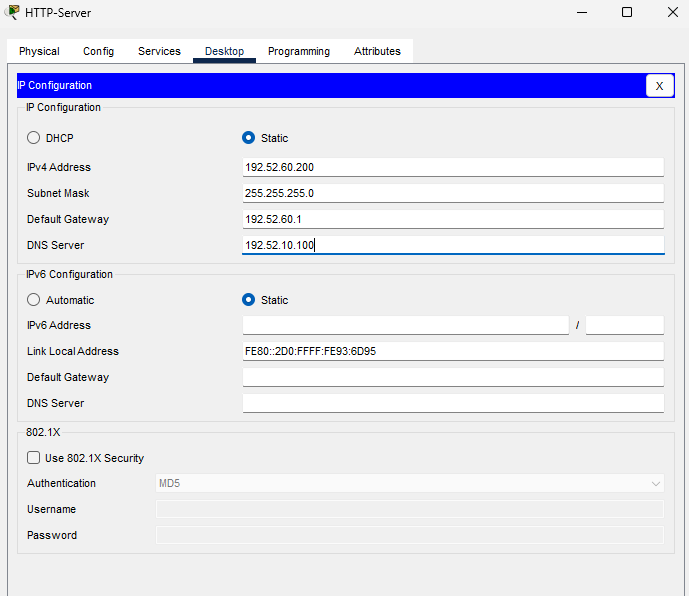 HTTP-Server
Physical Config Services Desktop Programming Attributes
IP Configuration X
IP Configuration
DHCP Static
IPv4 Address 192.52.60.200
Subnet Mask 255.255.255.0
Default Gateway 192.52.60.1
DNS Server 192.52.10.100
IPv6 Configuration
Automatic Static
IPv6 Address /
Link Local Address FE80::2D0:FFFF:FE93:6D95
Default Gateway
DNS Server
802.1X
Use 802.1X Security
Authentication MD5
Username
Password